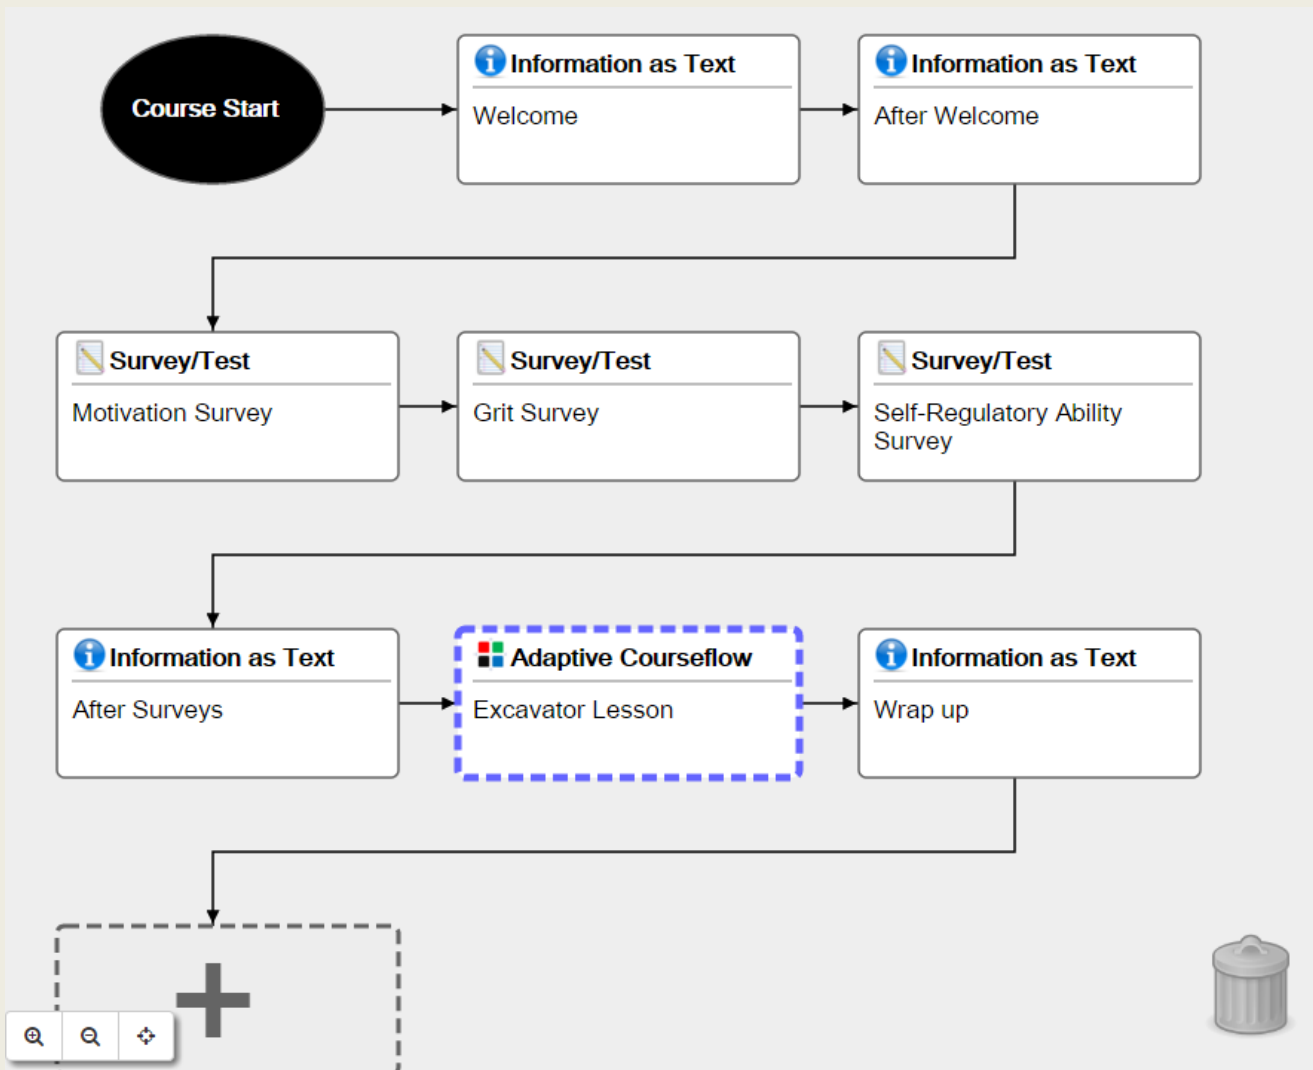 Course Start
Information as Text
Welcome
Information as Text
After Welcome
Survey/Test
Motivation Survey
Survey/Test
Grit Survey
Survey/Test
Self-Regulatory Ability
Survey
Information as Text
After Surveys
Adaptive Courseflow
Excavator Lesson
Information as Text
Wrap up